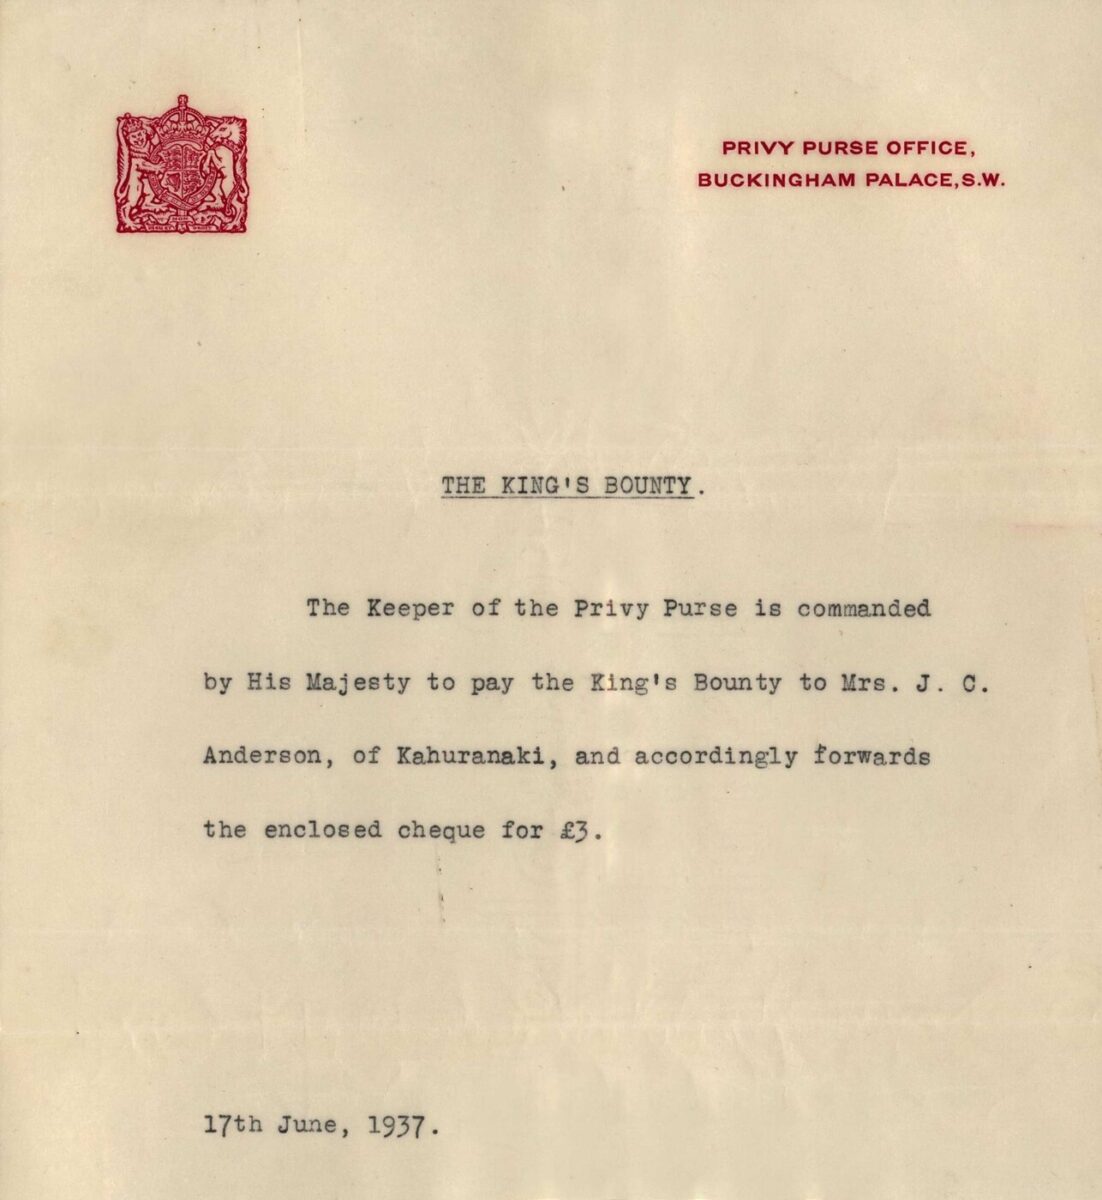 PRIVY PURSE OFFICE,
BUCKINGHAM PALACE, S.W.
THE KING'S BOUNTY.
The Keeper of the Privy Purse is commanded
by His Majesty to pay the King's Bounty to Mrs. J. C.
Anderson, of Kahuranaki, and accordingly forwards
the enclosed cheque for £3.
17th June, 1937.